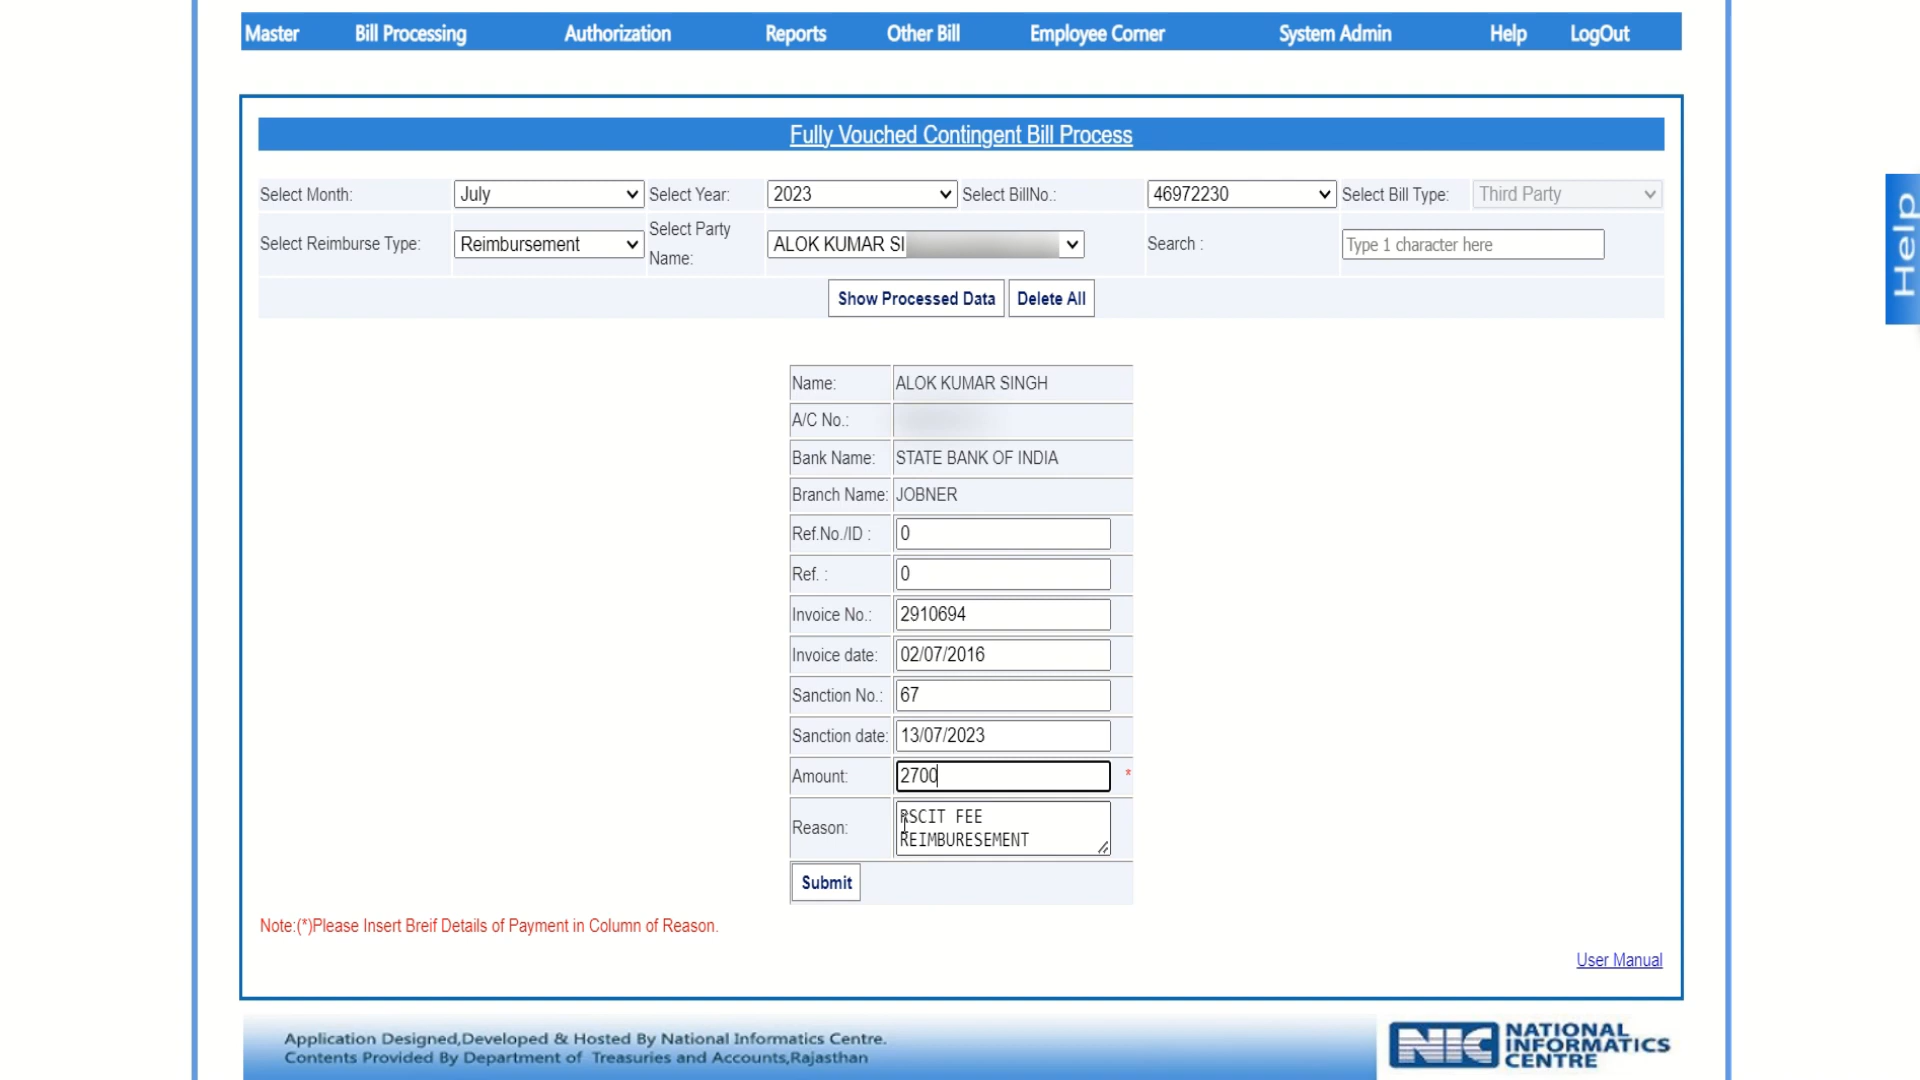 Master Bill Processing Authorization Reports Other Bill Employee Corner System Admin Help LogOut
Fully Vouched Contingent Bill Process
Select Month: July Select Year: 2023 Select BillNo.: 46972230 Select Bill Type: Third Party
Select Reimburse Type: Reimbursement Select Party Name: ALOK KUMAR SI Search : Type 1 character here
Show Processed Data Delete All
Name: ALOK KUMAR SINGH
A/C No.:
Bank Name: STATE BANK OF INDIA
Branch Name: JOBNER
Ref.No./ID : 0
Ref. : 0
Invoice No.: 2910694
Invoice date: 02/07/2016
Sanction No.: 67
Sanction date: 13/07/2023
Amount: 2700 *
Reason: RSCIT FEE
REIMBURESEMENT
Submit
Note:(*)Please Insert Breif Details of Payment in Column of Reason.
User Manual
Application Designed,Developed & Hosted By National Informatics Centre.
Contents Provided By Department of Treasuries and Accounts,Rajasthan
NIC NATIONAL
INFORMATICS
CENTRE
Help